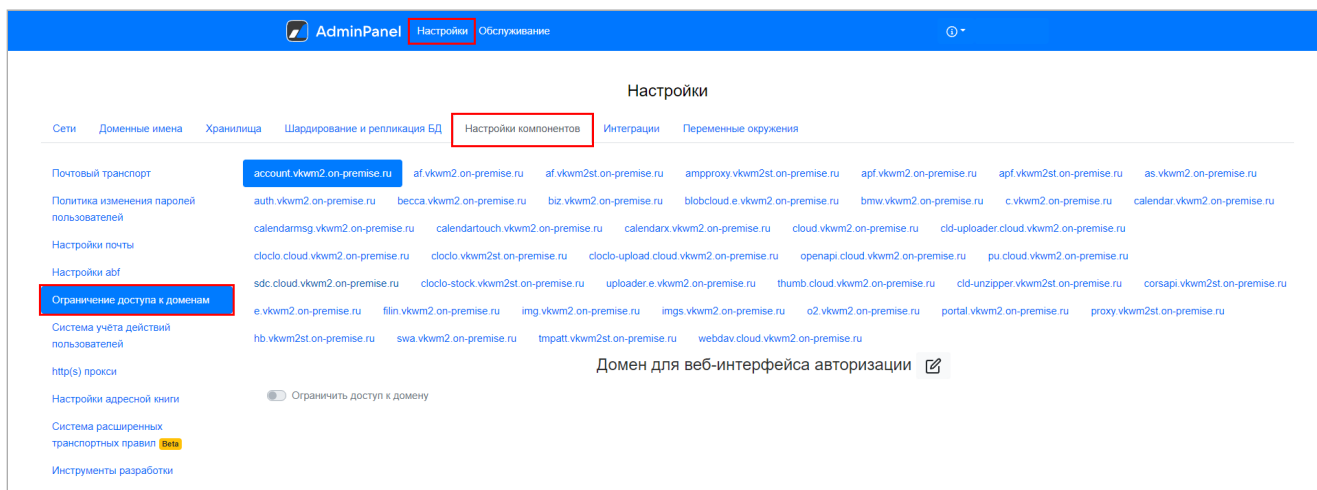 AdminPanel Настройки Обслуживание
Настройки
Сети Доменные имена Хранилища Шардирование и репликация БД Настройки компонентов Интеграции Переменные окружения
Почтовый транспорт
Политика изменения паролей
пользователей
Настройки почты
Настройки abf
Ограничение доступа к доменам
Система учёта действий
пользователей
http(s) прокси
Настройки адресной книги
Система расширенных
транспортных правил Beta
Инструменты разработки
account.vkwm2.on-premise.ru af.vkwm2.on-premise.ru af.vkwm2st.on-premise.ru ampproxy.vkwm2st.on-premise.ru apf.vkwm2.on-premise.ru apf.vkwm2st.on-premise.ru as.vkwm2.on-premise.ru
auth.vkwm2.on-premise.ru becca.vkwm2.on-premise.ru biz.vkwm2.on-premise.ru blobcloud.e.vkwm2.on-premise.ru bmw.vkwm2.on-premise.ru c.vkwm2.on-premise.ru calendar.vkwm2.on-premise.ru
calendarmsg.vkwm2.on-premise.ru calendartouch.vkwm2.on-premise.ru calendarx.vkwm2.on-premise.ru cloud.vkwm2.on-premise.ru cld-uploader.cloud.vkwm2.on-premise.ru
cloclo.cloud.vkwm2.on-premise.ru cloclo.vkwm2st.on-premise.ru cloclo-upload.cloud.vkwm2.on-premise.ru openapi.cloud.vkwm2.on-premise.ru pu.cloud.vkwm2.on-premise.ru
sdc.cloud.vkwm2.on-premise.ru cloclo-stock.vkwm2st.on-premise.ru uploader.e.vkwm2.on-premise.ru thumb.cloud.vkwm2.on-premise.ru cld-unzipper.vkwm2st.on-premise.ru corsapi.vkwm2st.on-premise.ru
e.vkwm2.on-premise.ru filin.vkwm2.on-premise.ru img.vkwm2.on-premise.ru imgs.vkwm2.on-premise.ru o2.vkwm2.on-premise.ru portal.vkwm2.on-premise.ru proxy.vkwm2st.on-premise.ru
hb.vkwm2st.on-premise.ru swa.vkwm2.on-premise.ru tmpatt.vkwm2st.on-premise.ru webdav.cloud.vkwm2.on-premise.ru
Домен для веб-интерфейса авторизации
Ограничить доступ к домену